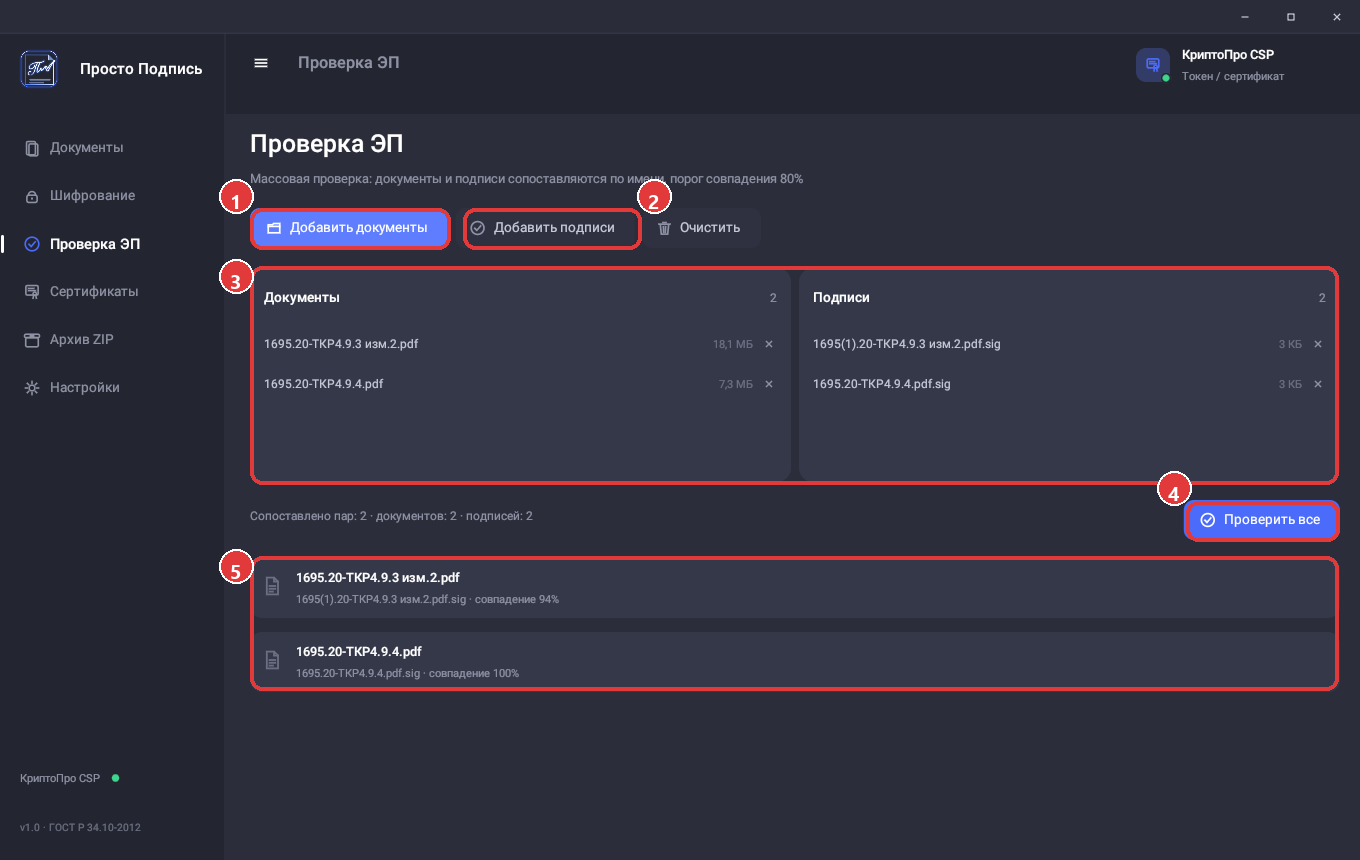 Просто Подпись
Проверка ЭП
КриптоПро CSP
Токен / сертификат
Документы
Шифрование
Проверка ЭП
Сертификаты
Архив ZIP
Настройки
КриптоПро CSP
v1.0 · ГОСТ Р 34.10-2012
Проверка ЭП
Массовая проверка: документы и подписи сопоставляются по имени, порог совпадения 80%
1
Добавить документы
2
Добавить подписи
Очистить
3
Документы 2
1695.20-ТКР4.9.3 изм.2.pdf 18,1 МБ
1695.20-ТКР4.9.4.pdf 7,3 МБ
Подписи 2
1695(1).20-ТКР4.9.3 изм.2.pdf.sig 3 КБ
1695.20-ТКР4.9.4.pdf.sig 3 КБ
Сопоставлено пар: 2 · документов: 2 · подписей: 2
4
Проверить все
5
1695.20-ТКР4.9.3 изм.2.pdf
1695(1).20-ТКР4.9.3 изм.2.pdf.sig · совпадение 94%
1695.20-ТКР4.9.4.pdf
1695.20-ТКР4.9.4.pdf.sig · совпадение 100%